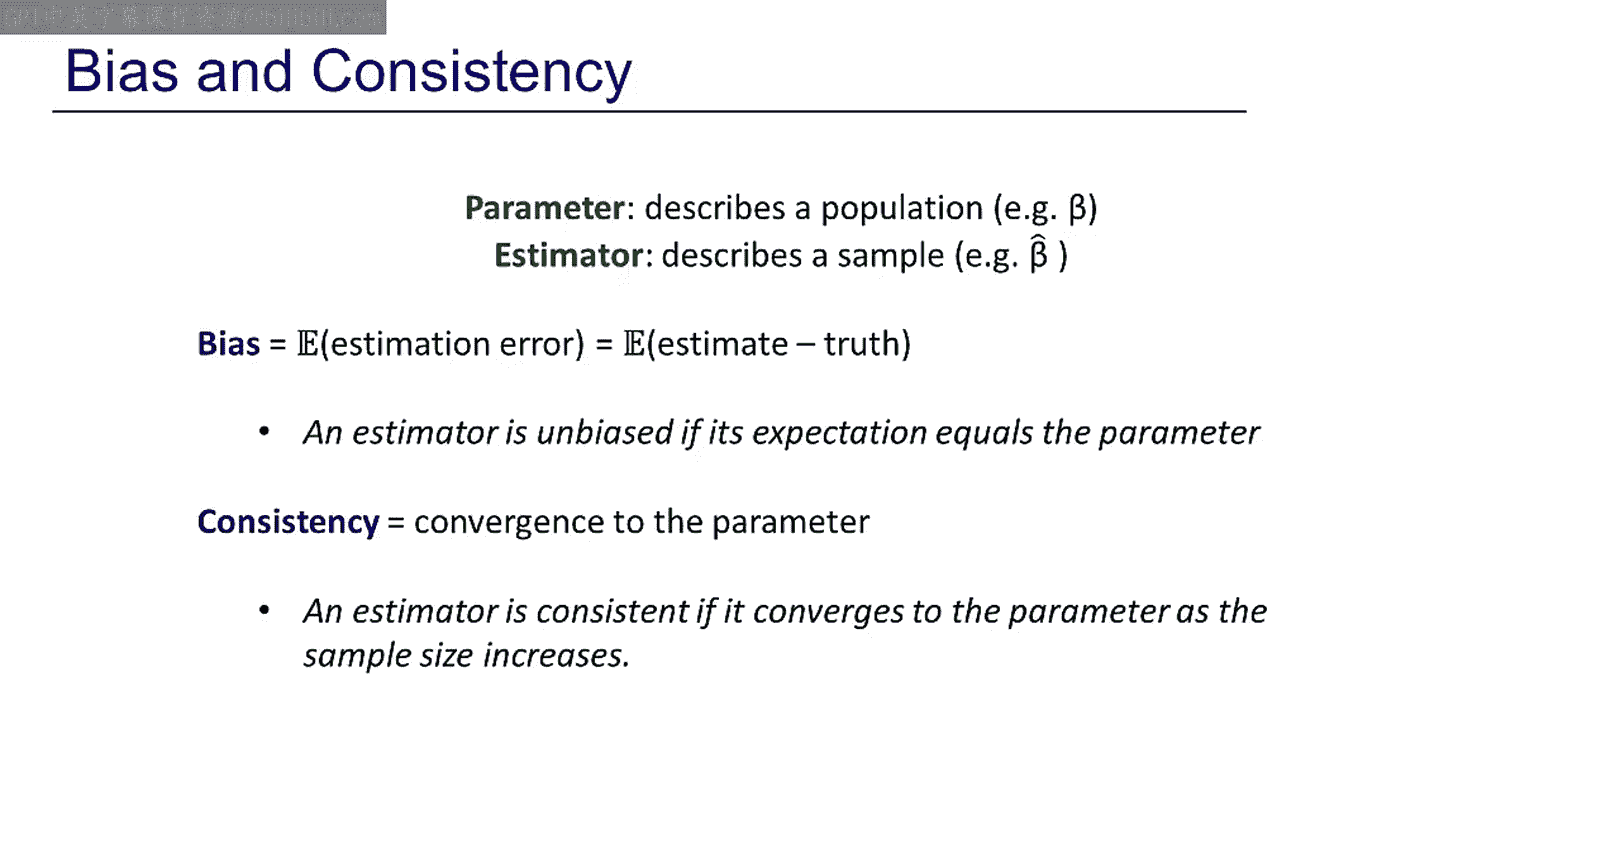 Bias and Consistency
Parameter: describes a population (e.g. β)
Estimator: describes a sample (e.g. β̂ )
Bias = 𝔼(estimation error) = 𝔼(estimate – truth)
• An estimator is unbiased if its expectation equals the parameter
Consistency = convergence to the parameter
• An estimator is consistent if it converges to the parameter as the
sample size increases.